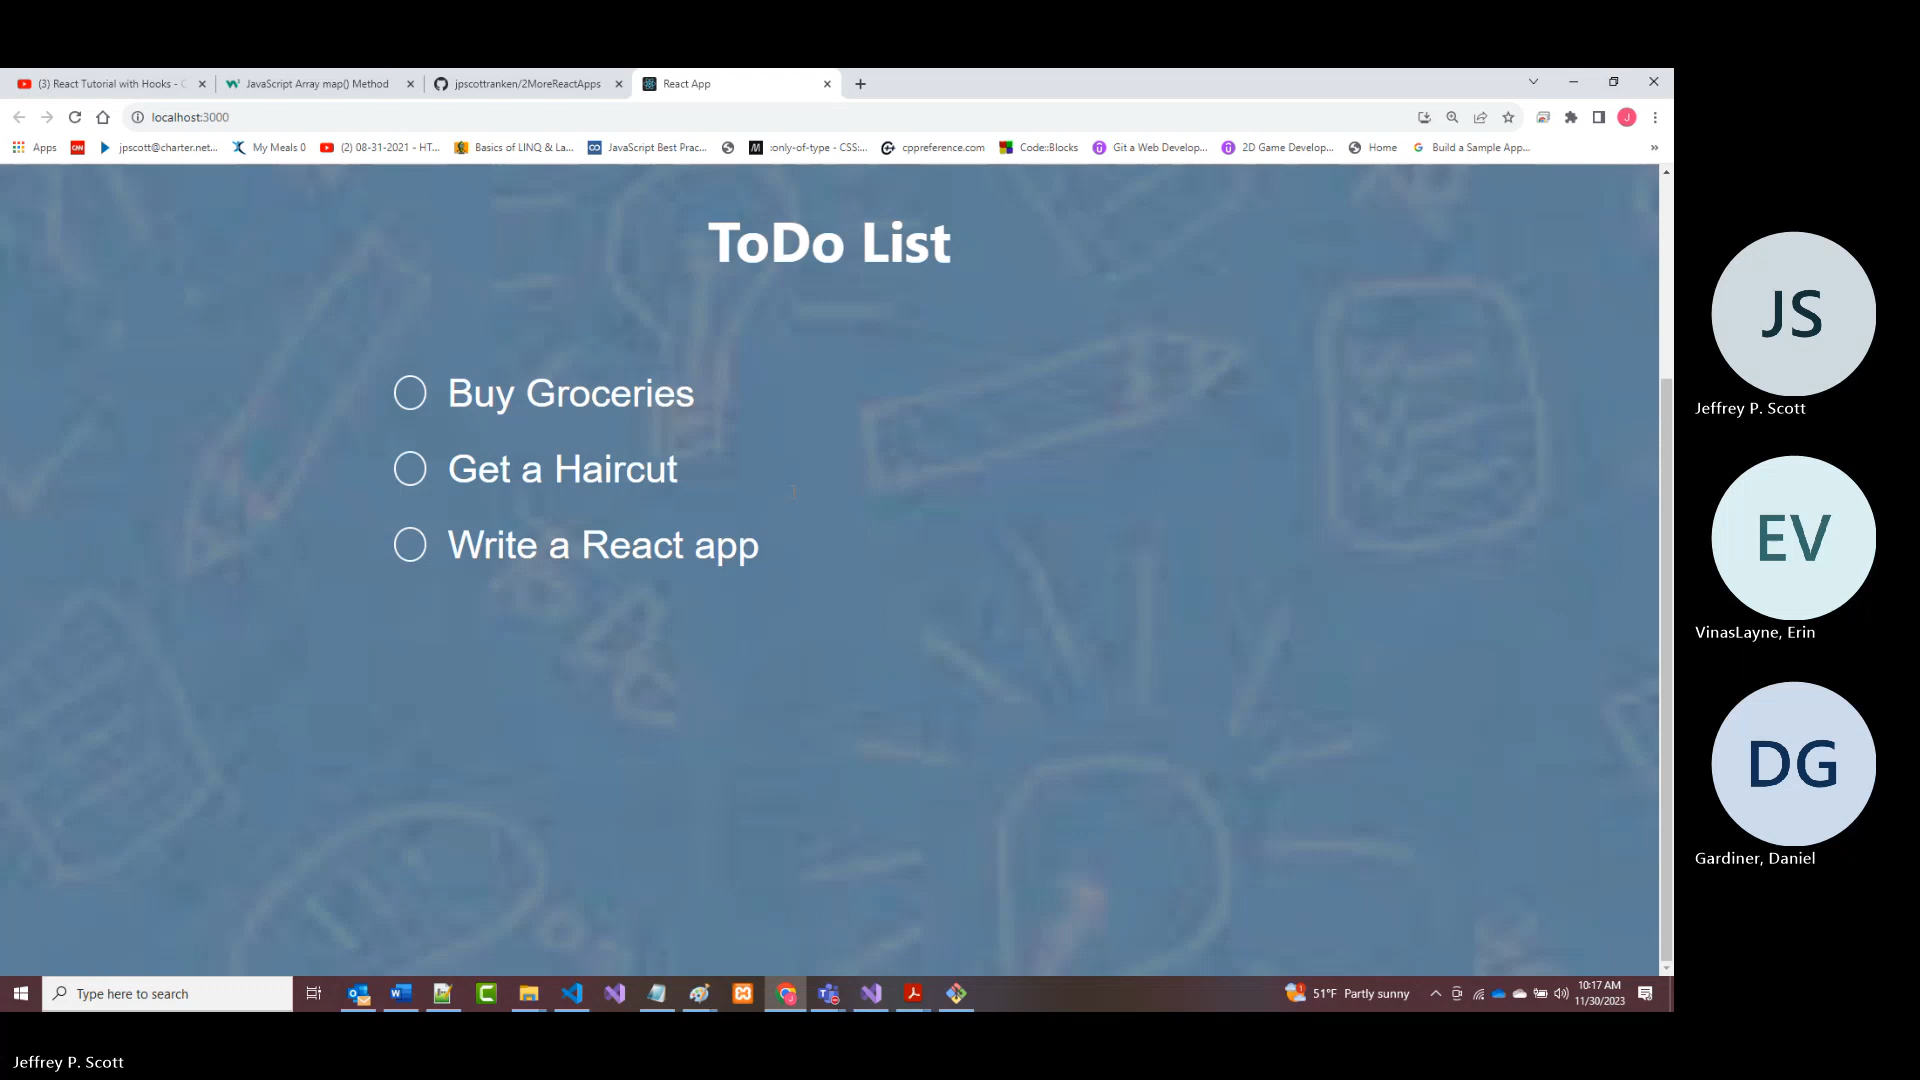 (3) React Tutorial with Hooks - C
JavaScript Array map() Method
jpscottranken/2MoreReactApps
React App
localhost:3000
J
Apps
CNN
jpscott@charter.net...
My Meals 0
(2) 08-31-2021 - HT...
Basics of LINQ & La...
JavaScript Best Prac...
M
:only-of-type - CSS:...
cppreference.com
Code::Blocks
Git a Web Develop...
2D Game Develop...
Home
Build a Sample App...
»
ToDo List
Buy Groceries
Get a Haircut
Write a React app
JS
Jeffrey P. Scott
EV
VinasLayne, Erin
DG
Gardiner, Daniel
Type here to search
51°F Partly sunny
10:17 AM
11/30/2023
Jeffrey P. Scott